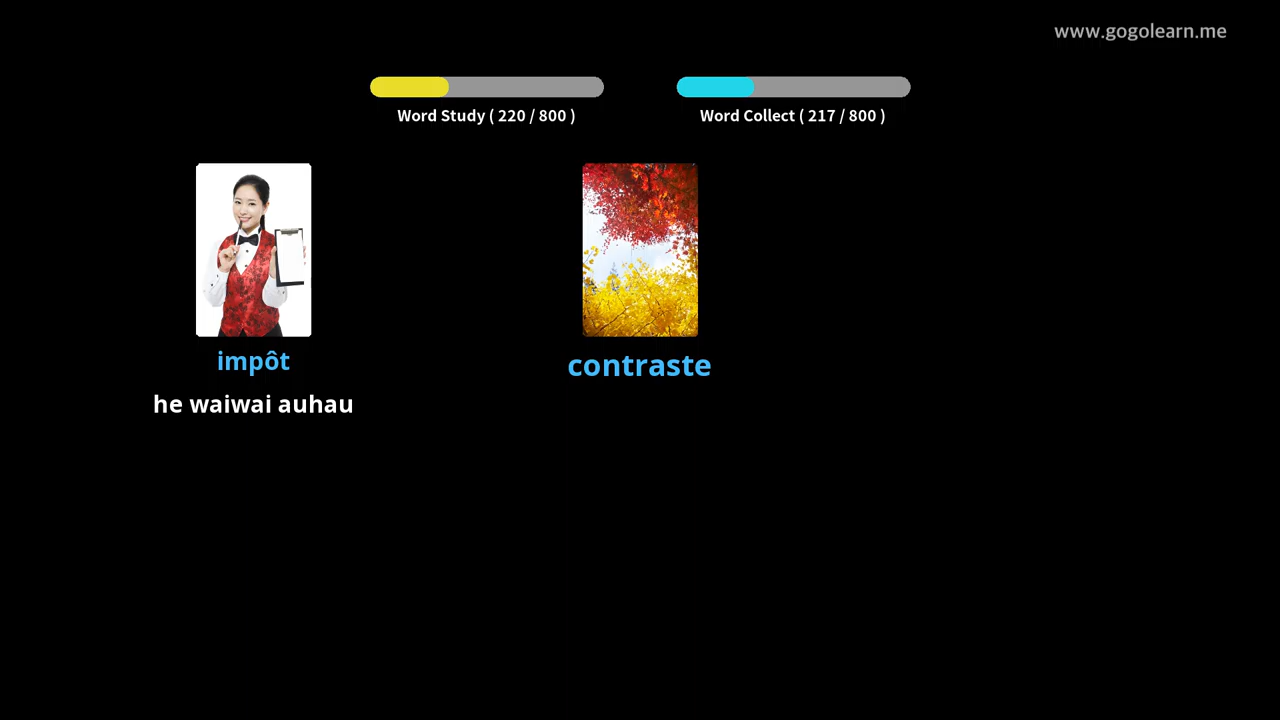 www.gogolearn.me
Word Study ( 220 / 800 )
Word Collect ( 217 / 800 )
impôt
he waiwai auhau
contraste